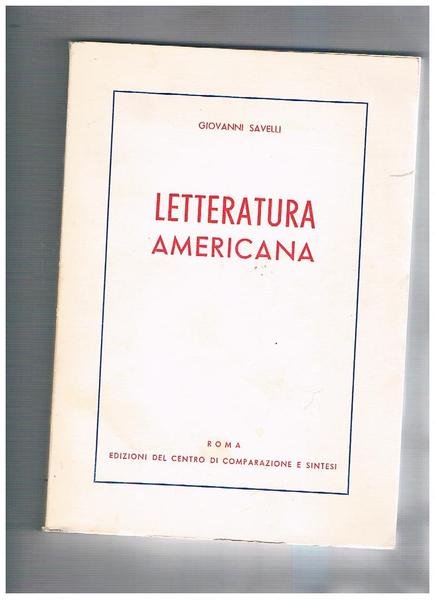 GIOVANNI SAVELLI
LETTERATURA
AMERICANA
ROMA
EDIZIONI DEL CENTRO DI COMPARAZIONE E SINTESI